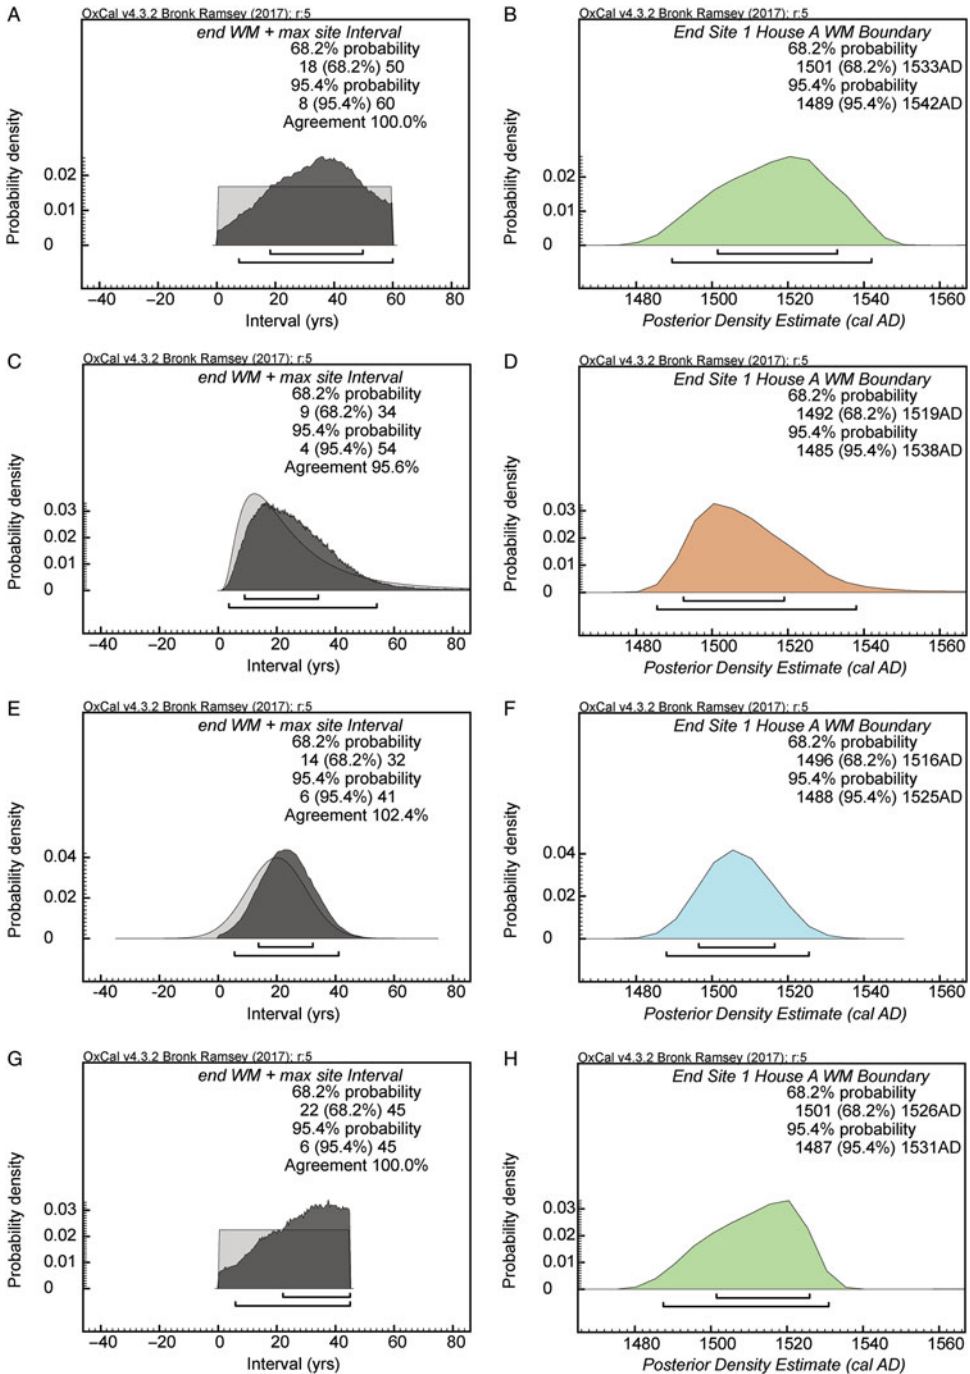 A
OxCal v4.3.2 Bronk Ramsey (2017); r:5
end WM + max site Interval
68.2% probability
18 (68.2%) 50
95.4% probability
8 (95.4%) 60
Agreement 100.0%
Probability density
0.02
0.01
0
−40 −20 0 20 40 60 80
Interval (yrs)
B
OxCal v4.3.2 Bronk Ramsey (2017); r:5
End Site 1 House A WM Boundary
68.2% probability
1501 (68.2%) 1533AD
95.4% probability
1489 (95.4%) 1542AD
Probability density
0.02
0.01
0
1480 1500 1520 1540 1560
Posterior Density Estimate (cal AD)
C
OxCal v4.3.2 Bronk Ramsey (2017); r:5
end WM + max site Interval
68.2% probability
9 (68.2%) 34
95.4% probability
4 (95.4%) 54
Agreement 95.6%
Probability density
0.03
0.02
0.01
0
−40 −20 0 20 40 60 80
Interval (yrs)
D
OxCal v4.3.2 Bronk Ramsey (2017); r:5
End Site 1 House A WM Boundary
68.2% probability
1492 (68.2%) 1519AD
95.4% probability
1485 (95.4%) 1538AD
Probability density
0.03
0.02
0.01
0
1480 1500 1520 1540 1560
Posterior Density Estimate (cal AD)
E
OxCal v4.3.2 Bronk Ramsey (2017); r:5
end WM + max site Interval
68.2% probability
14 (68.2%) 32
95.4% probability
6 (95.4%) 41
Agreement 102.4%
Probability density
0.04
0.02
0
−40 −20 0 20 40 60 80
Interval (yrs)
F
OxCal v4.3.2 Bronk Ramsey (2017); r:5
End Site 1 House A WM Boundary
68.2% probability
1496 (68.2%) 1516AD
95.4% probability
1488 (95.4%) 1525AD
Probability density
0.04
0.02
0
1480 1500 1520 1540 1560
Posterior Density Estimate (cal AD)
G
OxCal v4.3.2 Bronk Ramsey (2017); r:5
end WM + max site Interval
68.2% probability
22 (68.2%) 45
95.4% probability
6 (95.4%) 45
Agreement 100.0%
Probability density
0.03
0.02
0.01
0
−40 −20 0 20 40 60 80
Interval (yrs)
H
OxCal v4.3.2 Bronk Ramsey (2017); r:5
End Site 1 House A WM Boundary
68.2% probability
1501 (68.2%) 1526AD
95.4% probability
1487 (95.4%) 1531AD
Probability density
0.03
0.02
0.01
0
1480 1500 1520 1540 1560
Posterior Density Estimate (cal AD)